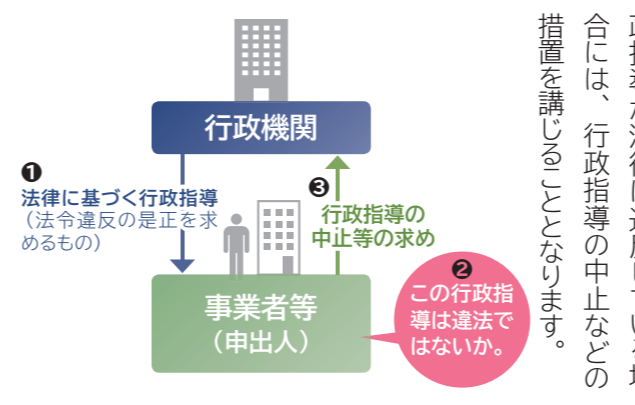 合には、行政指導の中止などの
措置を講じることとなります。
行政機関
❶
法律に基づく行政指導
（法令違反の是正を求
めるもの）
❸
行政指導の
中止等の求め
事業者等
（申出人）
❷
この行政指
導は違法で
はないか。